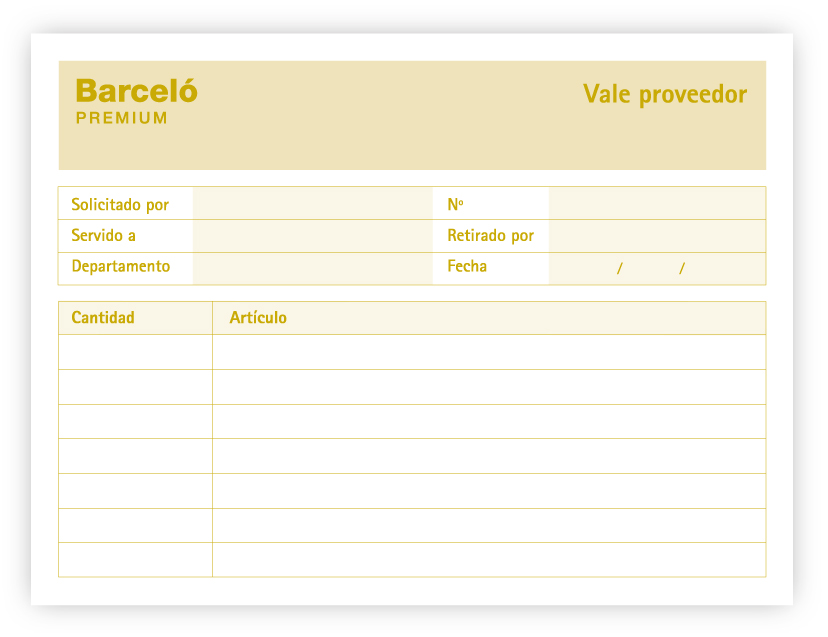 Barceló
PREMIUM
Vale proveedor
Solicitado por Nº
Servido a Retirado por
Departamento Fecha / /
Cantidad Artículo